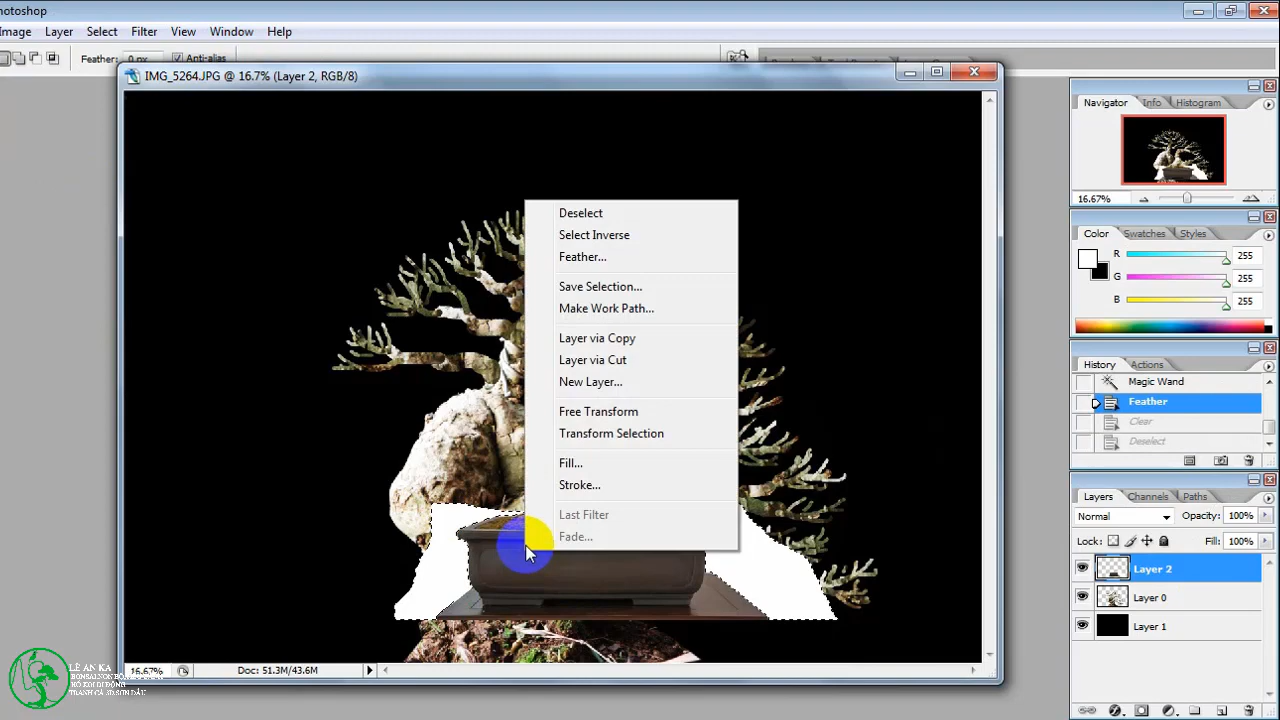 hotoshop
Image Layer Select Filter View Window Help
Feather: 0 px Anti-alias
IMG_5264.JPG @ 16.7% (Layer 2, RGB/8)
Navigator Info Histogram
16.67%
Color Swatches Styles
R 255
G 255
B 255
History Actions
Magic Wand
Feather
Clear
Deselect
Layers Channels Paths
Normal Opacity: 100%
Lock: Fill: 100%
Layer 2
Layer 0
Layer 1
Deselect
Select Inverse
Feather...
Save Selection...
Make Work Path...
Layer via Copy
Layer via Cut
New Layer...
Free Transform
Transform Selection
Fill...
Stroke...
Last Filter
Fade...
16.67% Doc: 51.3M/43.6M
LÊ AN KA